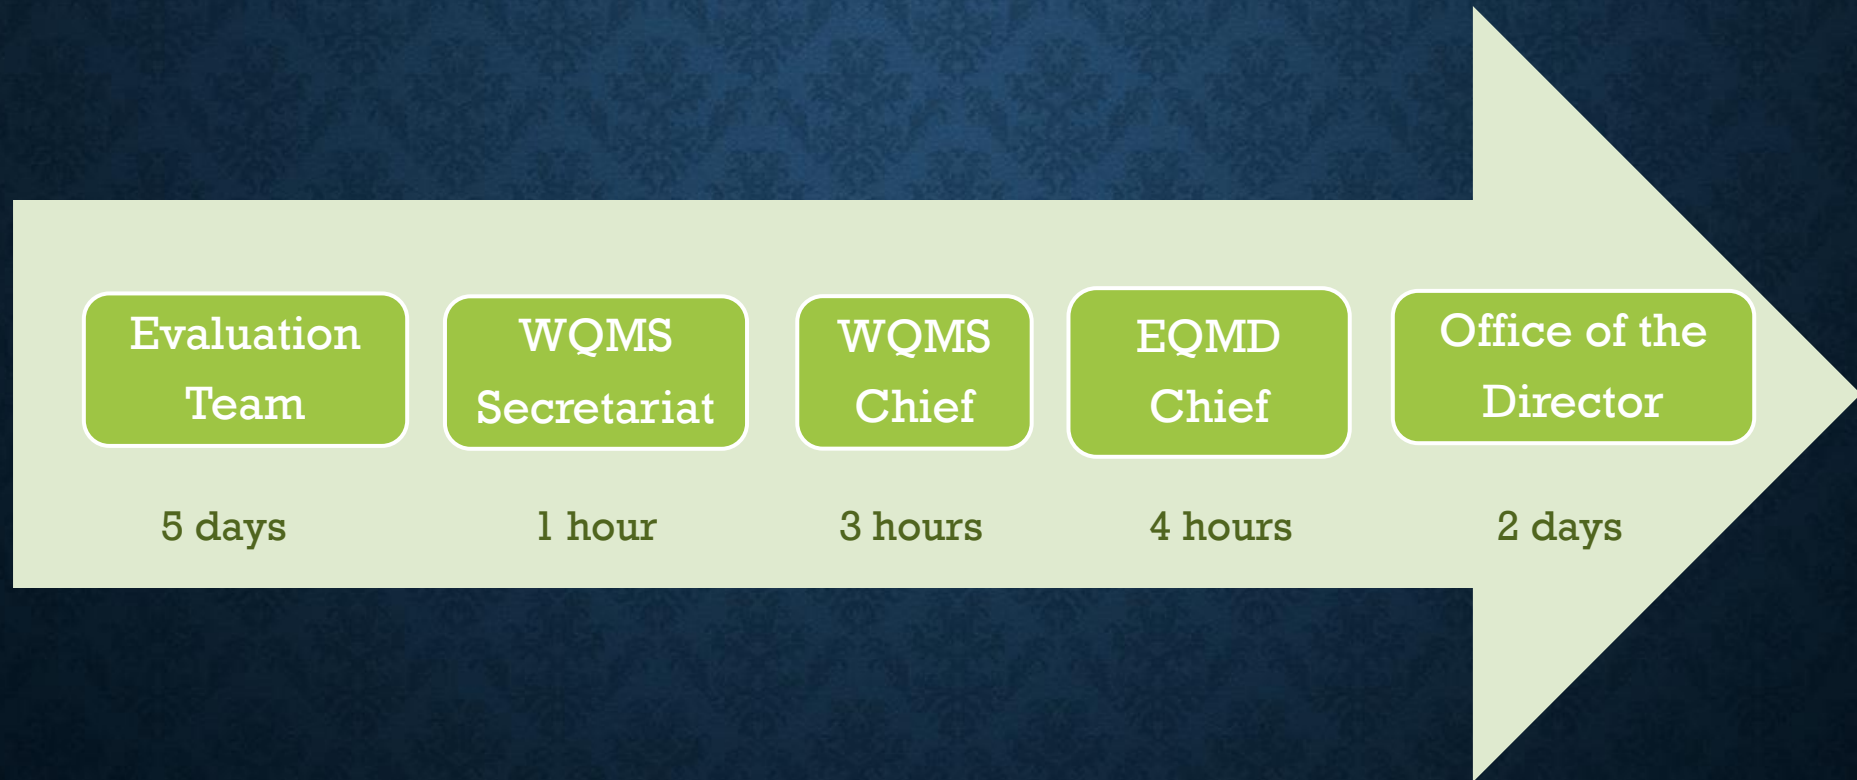 Evaluation
Team
WQMS
Secretariat
WQMS
Chief
EQMD
Chief
Office of the
Director
5 days
1 hour
3 hours
4 hours
2 days